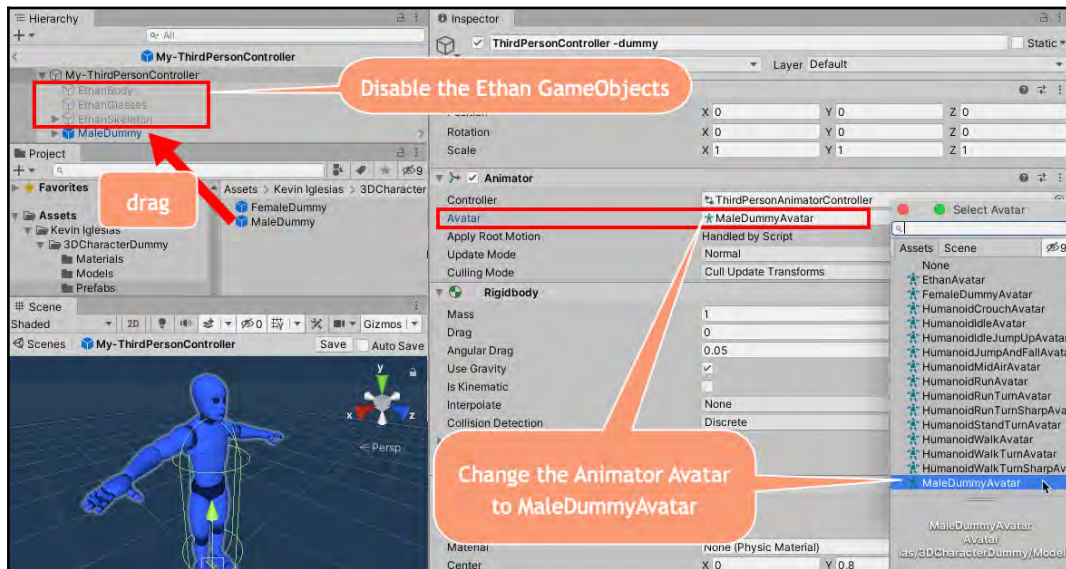 Hierarchy
All
My-ThirdPersonController
My-ThirdPersonController
EthanBody
EthanGlasses
EthanSkeleton
MaleDummy
Disable the Ethan GameObjects
Project
9
Favorites
Assets
Kevin Iglesias
3DCharacterDummy
Materials
Models
Prefabs
drag
Assets > Kevin Iglesias > 3DCharacter
FemaleDummy
MaleDummy
Scene
Shaded
2D
0
Gizmos
Scenes
My-ThirdPersonController
Save
Auto Save
y
x
z
Persp
Inspector
ThirdPersonController -dummy
Static
Layer Default
Position X 0 Y 0 Z 0
Rotation X 0 Y 0 Z 0
Scale X 1 Y 1 Z 1
Animator
Controller ThirdPersonAnimatorController
Avatar MaleDummyAvatar
Apply Root Motion Handled by Script
Update Mode Normal
Culling Mode Cull Update Transforms
Rigidbody
Mass 1
Drag 0
Angular Drag 0.05
Use Gravity
Is Kinematic
Interpolate None
Collision Detection Discrete
Change the Animator Avatar
to MaleDummyAvatar
Material None (Physic Material)
Center X 0 Y 0.8
Select Avatar
Assets Scene 9
None
EthanAvatar
FemaleDummyAvatar
HumanoidCrouchAvatar
HumanoidIdleAvatar
HumanoidIdleJumpUpAvatar
HumanoidJumpAndFallAvata
HumanoidMidAirAvatar
HumanoidRunAvatar
HumanoidRunTurnAvatar
HumanoidRunTurnSharpAva
HumanoidStandTurnAvatar
HumanoidWalkAvatar
HumanoidWalkTurnAvatar
HumanoidWalkTurnSharpAv
MaleDummyAvatar
MaleDummyAvatar
Avatar
ias/3DCharacterDummy/Model